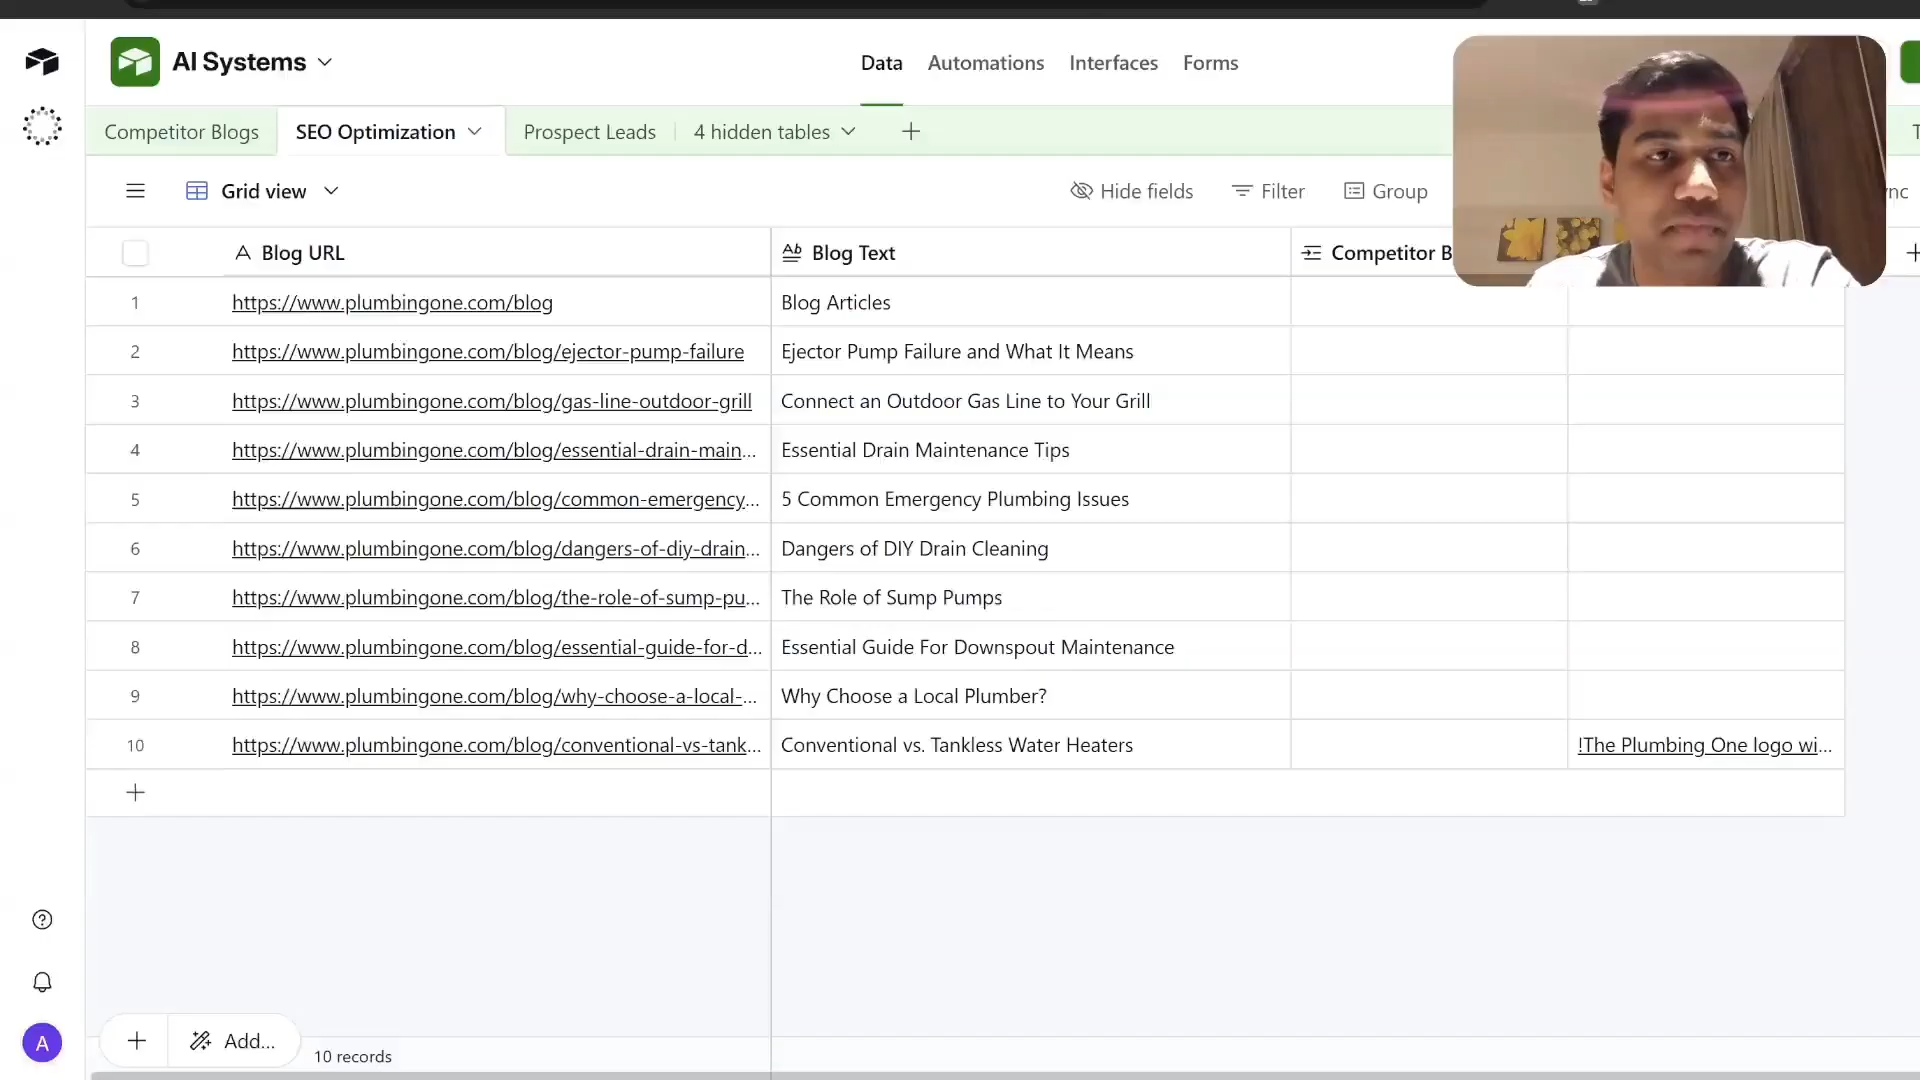 AI Systems
Data
Automations
Interfaces
Forms
Competitor Blogs
SEO Optimization
Prospect Leads
4 hidden tables
Grid view
Hide fields
Filter
Group
Blog URL
Blog Text
Competitor B
1 https://www.plumbingone.com/blog Blog Articles
2 https://www.plumbingone.com/blog/ejector-pump-failure Ejector Pump Failure and What It Means
3 https://www.plumbingone.com/blog/gas-line-outdoor-grill Connect an Outdoor Gas Line to Your Grill
4 https://www.plumbingone.com/blog/essential-drain-main... Essential Drain Maintenance Tips
5 https://www.plumbingone.com/blog/common-emergency... 5 Common Emergency Plumbing Issues
6 https://www.plumbingone.com/blog/dangers-of-diy-drain... Dangers of DIY Drain Cleaning
7 https://www.plumbingone.com/blog/the-role-of-sump-pu... The Role of Sump Pumps
8 https://www.plumbingone.com/blog/essential-guide-for-d... Essential Guide For Downspout Maintenance
9 https://www.plumbingone.com/blog/why-choose-a-local-... Why Choose a Local Plumber?
10 https://www.plumbingone.com/blog/conventional-vs-tank... Conventional vs. Tankless Water Heaters !The Plumbing One logo wi...
Add...
10 records
A